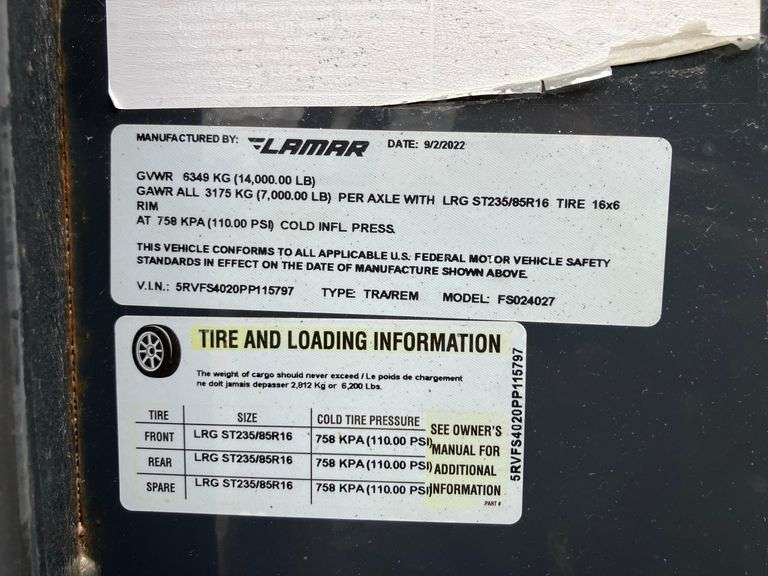 MANUFACTURED BY: LAMAR DATE: 9/2/2022
GVWR 6349 KG (14,000.00 LB)
GAWR ALL 3175 KG (7,000.00 LB) PER AXLE WITH LRG ST235/85R16 TIRE 16x6
RIM
AT 758 KPA (110.00 PSI) COLD INFL PRESS.
THIS VEHICLE CONFORMS TO ALL APPLICABLE U.S. FEDERAL MOTOR VEHICLE SAFETY
STANDARDS IN EFFECT ON THE DATE OF MANUFACTURE SHOWN ABOVE.
V.I.N.: 5RVFS4020PP115797 TYPE: TRA/REM MODEL: FS024027
TIRE AND LOADING INFORMATION
The weight of cargo should never exceed / Le poids de chargement
ne doit jamais depasser 2,812 Kg or 6,200 Lbs.
TIRE SIZE COLD TIRE PRESSURE
FRONT LRG ST235/85R16 758 KPA (110.00 PSI)
REAR LRG ST235/85R16 758 KPA (110.00 PSI)
SPARE LRG ST235/85R16 758 KPA (110.00 PSI)
SEE OWNER'S
MANUAL FOR
ADDITIONAL
INFORMATION
PART #
5RVFS4020PP115797